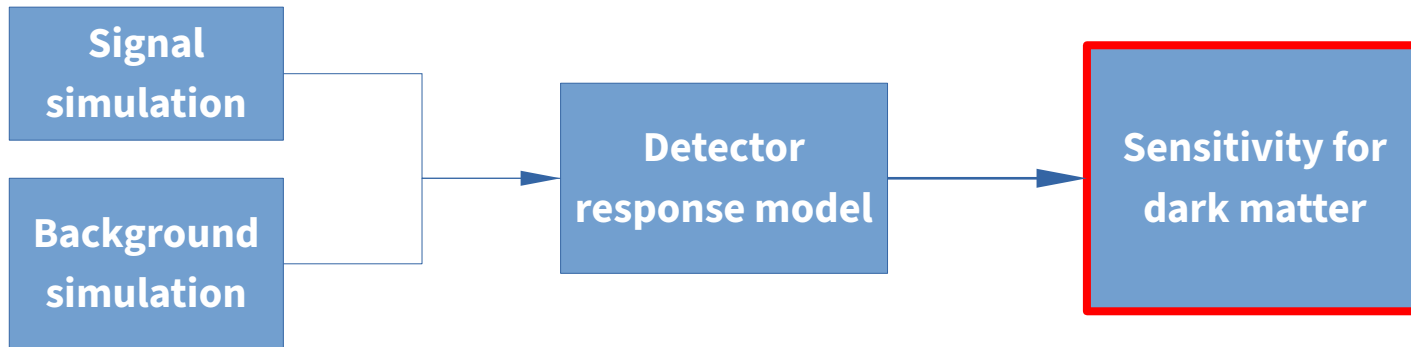 Signal
simulation
Background
simulation
Detector
response model
Sensitivity for
dark matter